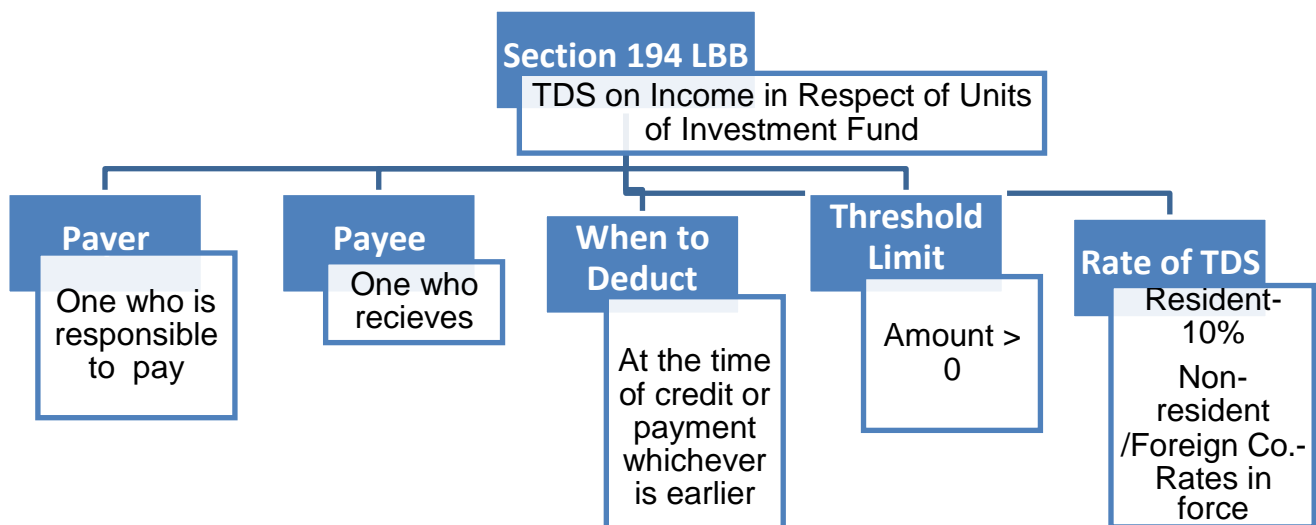 Section 194 LBB
TDS on Income in Respect of Units
of Investment Fund
Paver
One who is
responsible
to pay
Payee
One who
recieves
When to
Deduct
At the time
of credit or
payment
whichever
is earlier
Threshold
Limit
Amount >
0
Rate of TDS
Resident-
10%
Non-
resident
/Foreign Co.-
Rates in
force